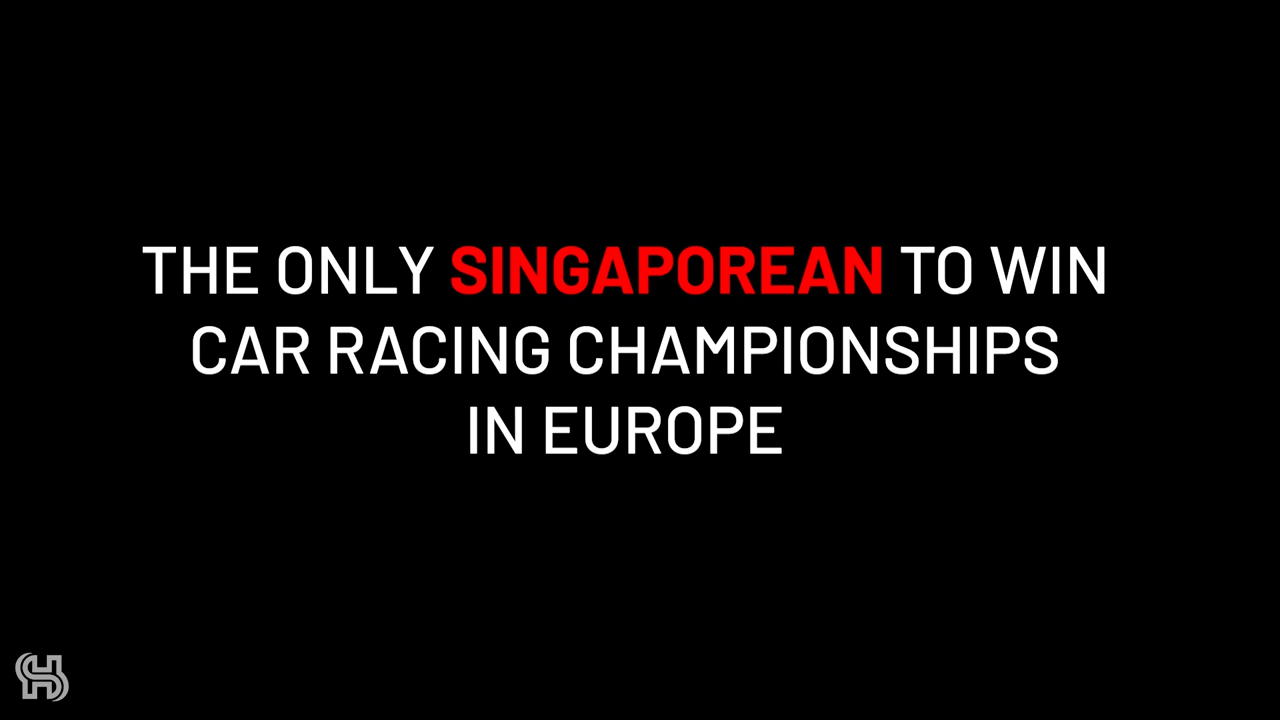 THE ONLY SINGAPOREAN TO WIN
CAR RACING CHAMPIONSHIPS
IN EUROPE